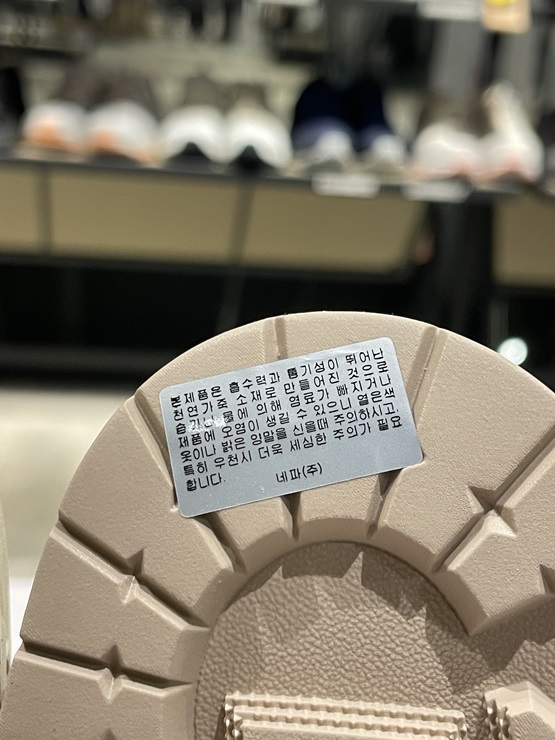 본 제품은 흡수력과 통기성이 뛰어난
천연가죽 소재로 만들어진 것으로
습기나 물에 의해 염료가 빠지거나
제품에 오염이 생길 수 있으니 옅은색
옷이나 밝은 양말을 신을때 주의하시고,
특히 우천시 더욱 세심한 주의가 필요
합니다.
네파(주)